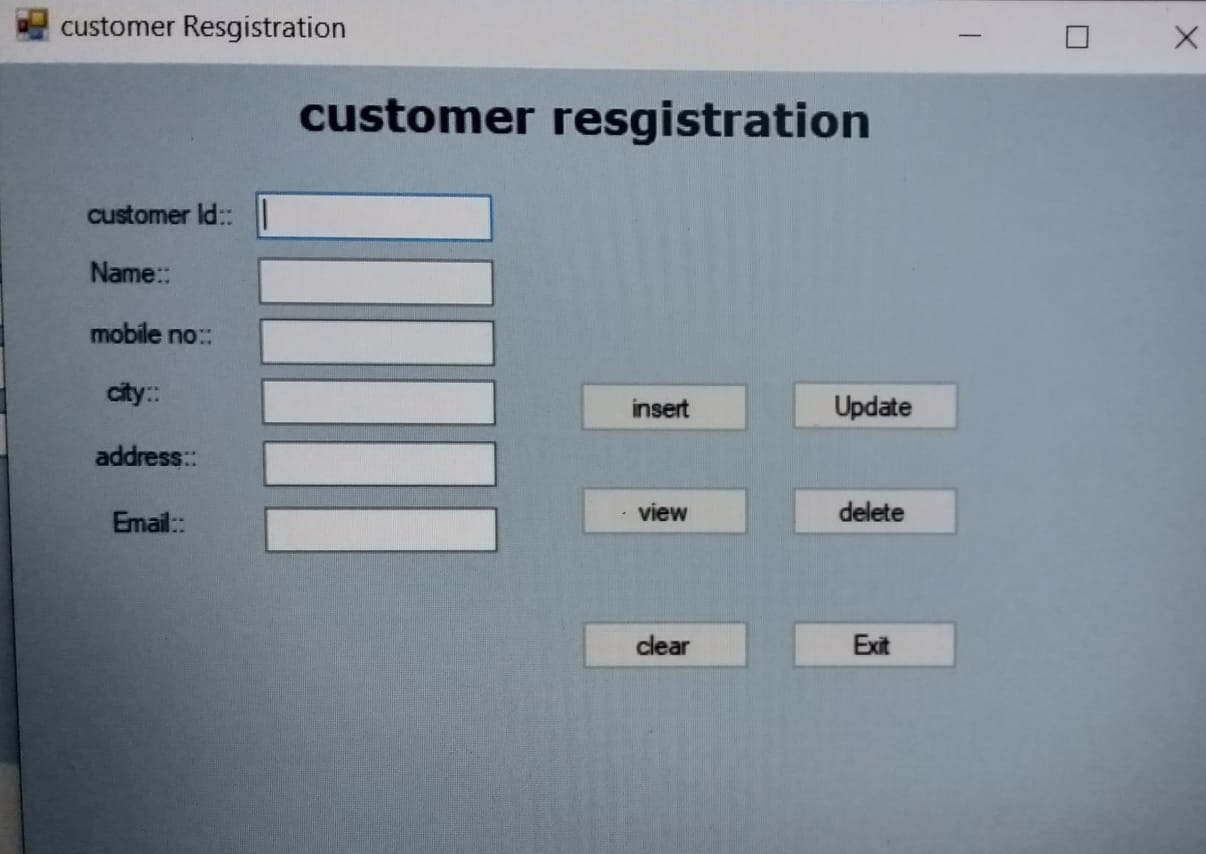 customer Resgistration
customer resgistration
customer Id::
Name::
mobile no::
city::
address::
Email::
insert
Update
view
delete
clear
Exit